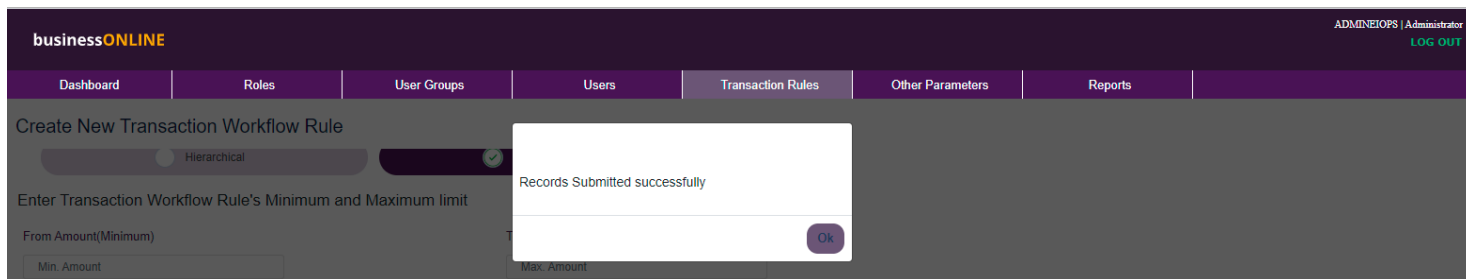 ADMINEIOPS | Administrator
businessONLINE
LOG OUT
Dashboard Roles User Groups Users Transaction Rules Other Parameters Reports
Create New Transaction Workflow Rule
Hierarchical
Records Submitted successfully
Enter Transaction Workflow Rule's Minimum and Maximum limit
From Amount(Minimum) T
Ok
Min. Amount Max. Amount